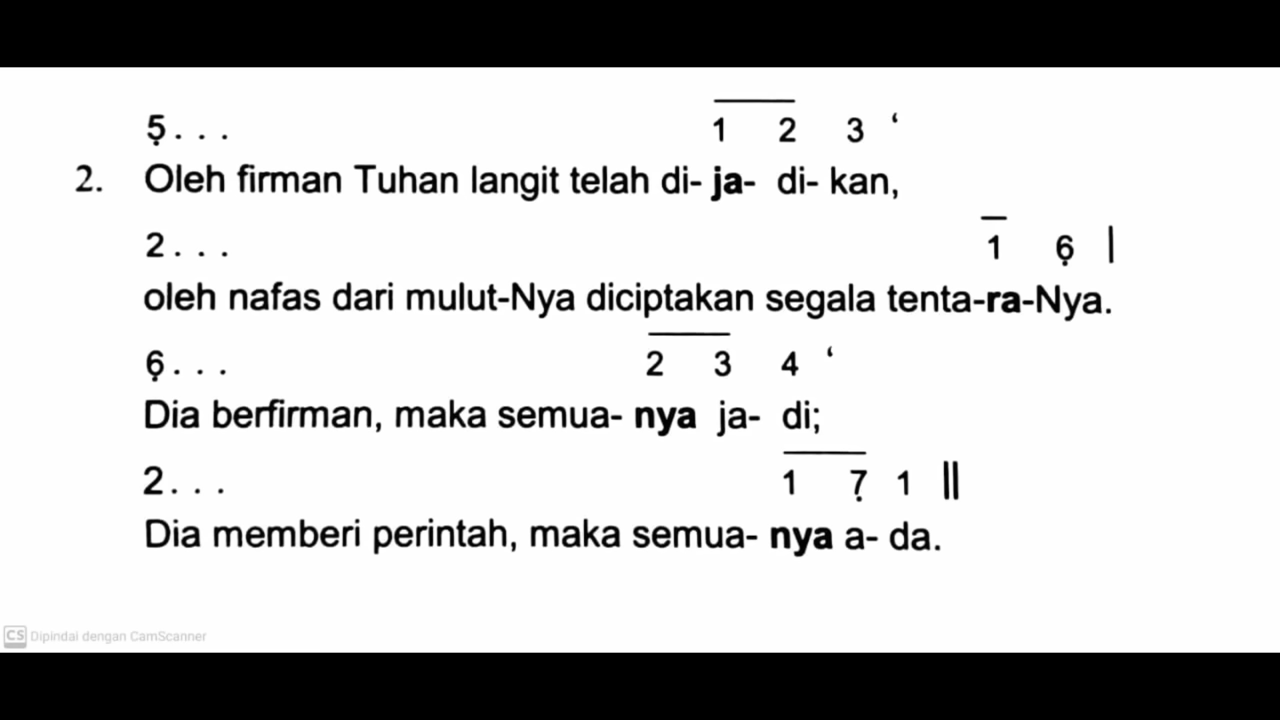 5̣ . . . 1 2 3 ‘
2. Oleh firman Tuhan langit telah di- ja- di- kan,
2 . . . 1 6̣ |
oleh nafas dari mulut-Nya diciptakan segala tenta-ra-Nya.
6̣ . . . 2 3 4 ‘
Dia berfirman, maka semua- nya ja- di;
2 . . . 1 7̣ 1 ||
Dia memberi perintah, maka semua- nya a- da.
CS Dipindai dengan CamScanner